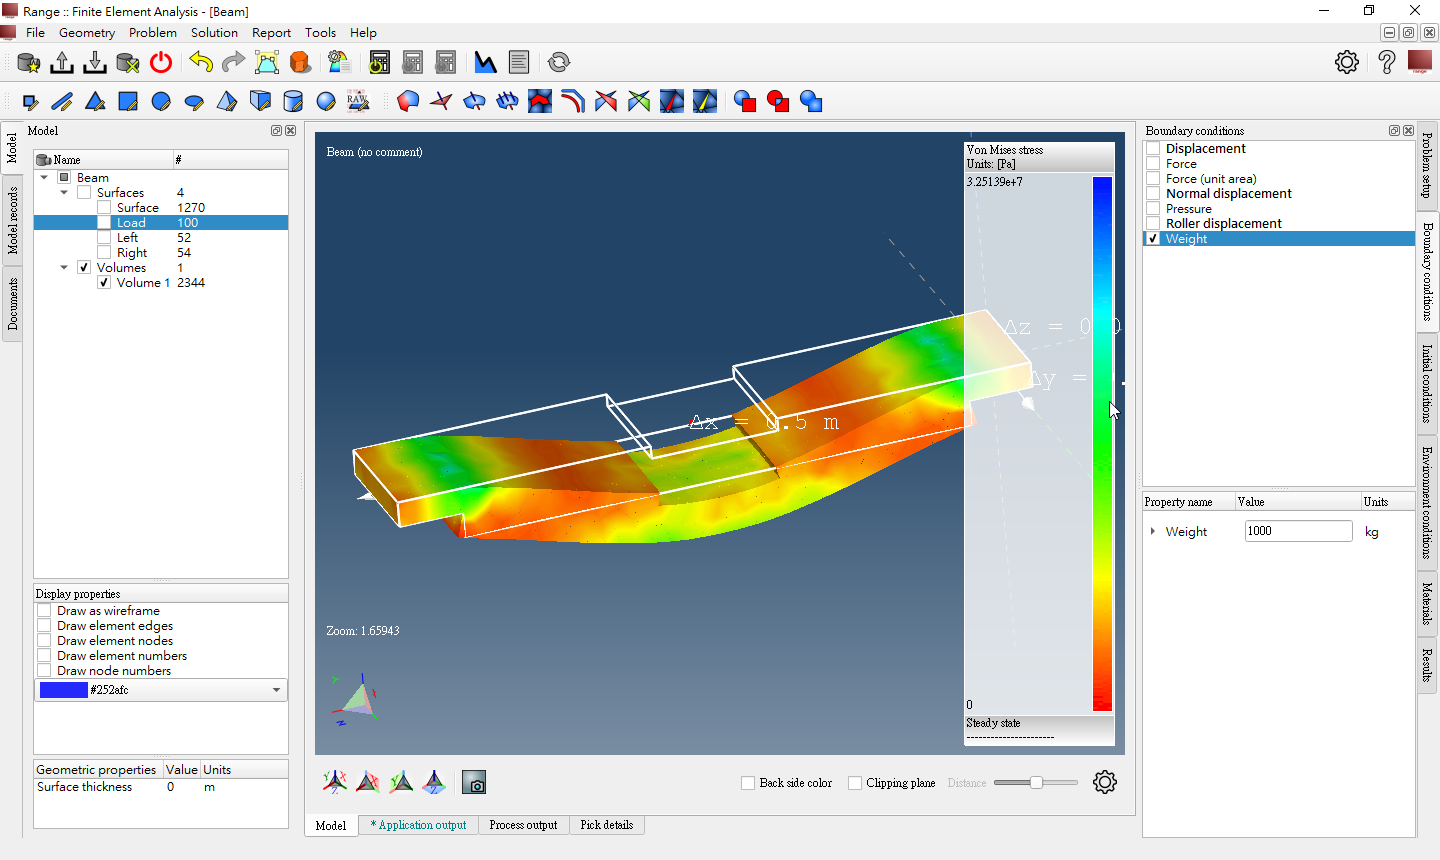 Range :: Finite Element Analysis - [Beam]
File Geometry Problem Solution Report Tools Help
range
RAW
Model
Model
Model records
Documents
Name #
Beam
Surfaces 4
Surface 1270
Load 100
Left 52
Right 54
Volumes 1
Volume 1 2344
Display properties
Draw as wireframe
Draw element edges
Draw element nodes
Draw element numbers
Draw node numbers
#252afc
Geometric properties Value Units
Surface thickness 0 m
Beam (no comment)
Von Mises stress
Units: [Pa]
3.25139e+7
Δz = 0
Δy =
Δx = 0.5 m
Zoom: 1.65943
0
Steady state
----------------------
Back side color Clipping plane Distance
Model * Application output Process output Pick details
Boundary conditions
Displacement
Force
Force (unit area)
Normal displacement
Pressure
Roller displacement
Weight
Property name Value Units
Weight 1000 kg
Problem setup
Boundary conditions
Initial conditions
Environment conditions
Materials
Results